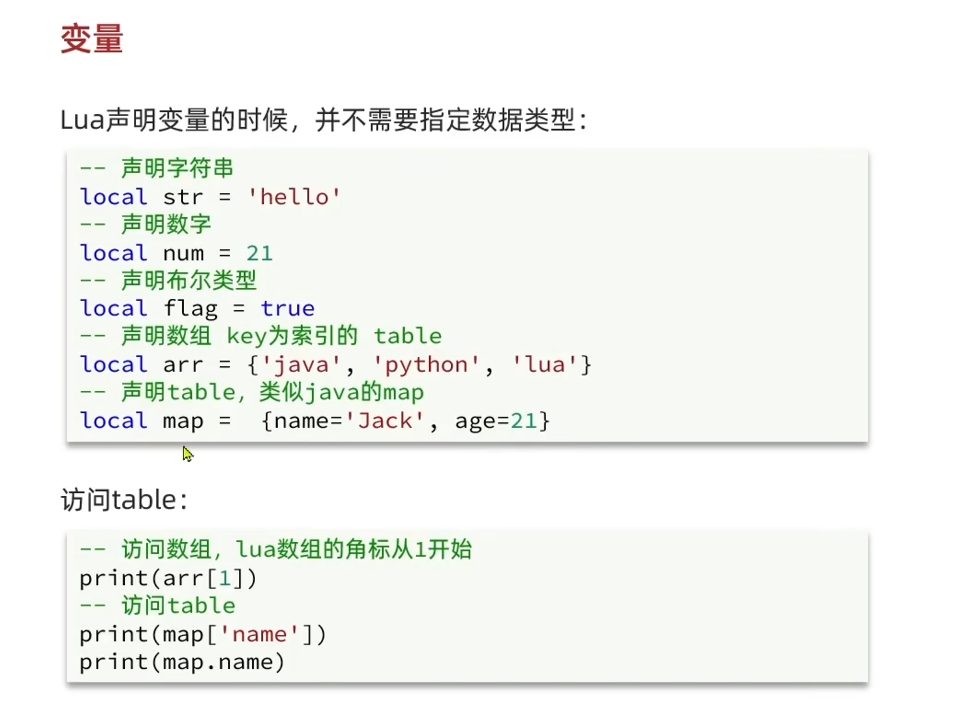 变量
Lua声明变量的时候，并不需要指定数据类型：
-- 声明字符串
local str = 'hello'
-- 声明数字
local num = 21
-- 声明布尔类型
local flag = true
-- 声明数组 key为索引的 table
local arr = {'java', 'python', 'lua'}
-- 声明table，类似java的map
local map =  {name='Jack', age=21}
访问table：
-- 访问数组，lua数组的角标从1开始
print(arr[1])
-- 访问table
print(map['name'])
print(map.name)